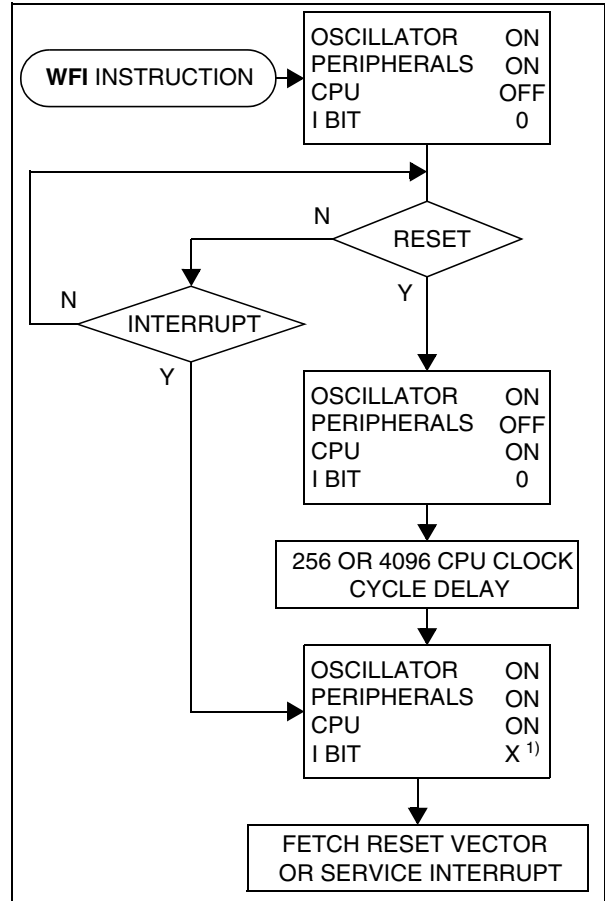 WFI INSTRUCTION
OSCILLATOR ON
PERIPHERALS ON
CPU OFF
I BIT 0
N
RESET
Y
N
INTERRUPT
Y
OSCILLATOR ON
PERIPHERALS OFF
CPU ON
I BIT 0
256 OR 4096 CPU CLOCK
CYCLE DELAY
OSCILLATOR ON
PERIPHERALS ON
CPU ON
I BIT X 1)
FETCH RESET VECTOR
OR SERVICE INTERRUPT